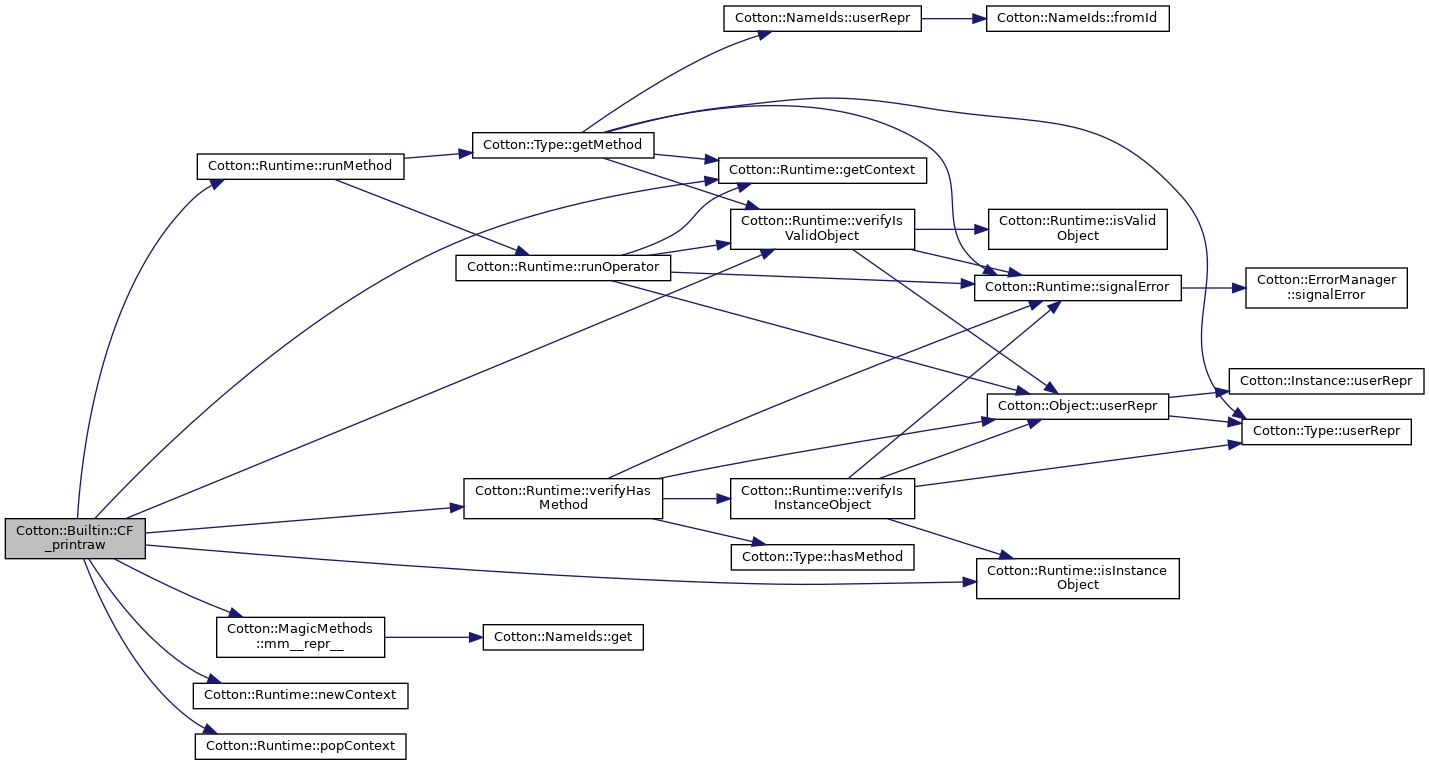 Cotton::NameIds::userRepr
Cotton::NameIds::fromId
Cotton::Type::getMethod
Cotton::Runtime::runMethod
Cotton::Runtime::getContext
Cotton::Runtime::verifyIs
ValidObject
Cotton::Runtime::isValid
Object
Cotton::Runtime::runOperator
Cotton::Runtime::signalError
Cotton::ErrorManager
::signalError
Cotton::Instance::userRepr
Cotton::Object::userRepr
Cotton::Type::userRepr
Cotton::Runtime::verifyHas
Method
Cotton::Runtime::verifyIs
InstanceObject
Cotton::Builtin::CF
_printraw
Cotton::Type::hasMethod
Cotton::Runtime::isInstance
Object
Cotton::MagicMethods
::mm__repr__
Cotton::NameIds::get
Cotton::Runtime::newContext
Cotton::Runtime::popContext